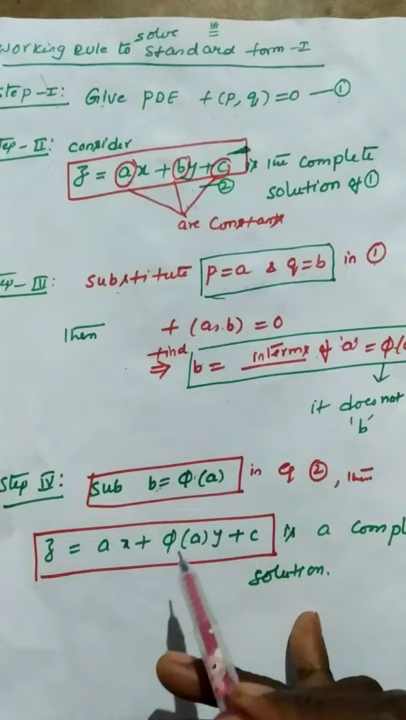 Working Rule to solve Standard form-I
Step-I: Give PDE f(p, q)=0 —①
Step-II: consider
z = ax + by + c is the complete
—② solution of ①
are constants
Step-III: substitute p=a & q=b in ①
Then f(a,b)=0
find
⇒ b = interms of 'a' = φ(a
it does not
'b'
Step IV: sub b=φ(a) in eq ②, then
z = ax + φ(a)y + c is a compl
solution.